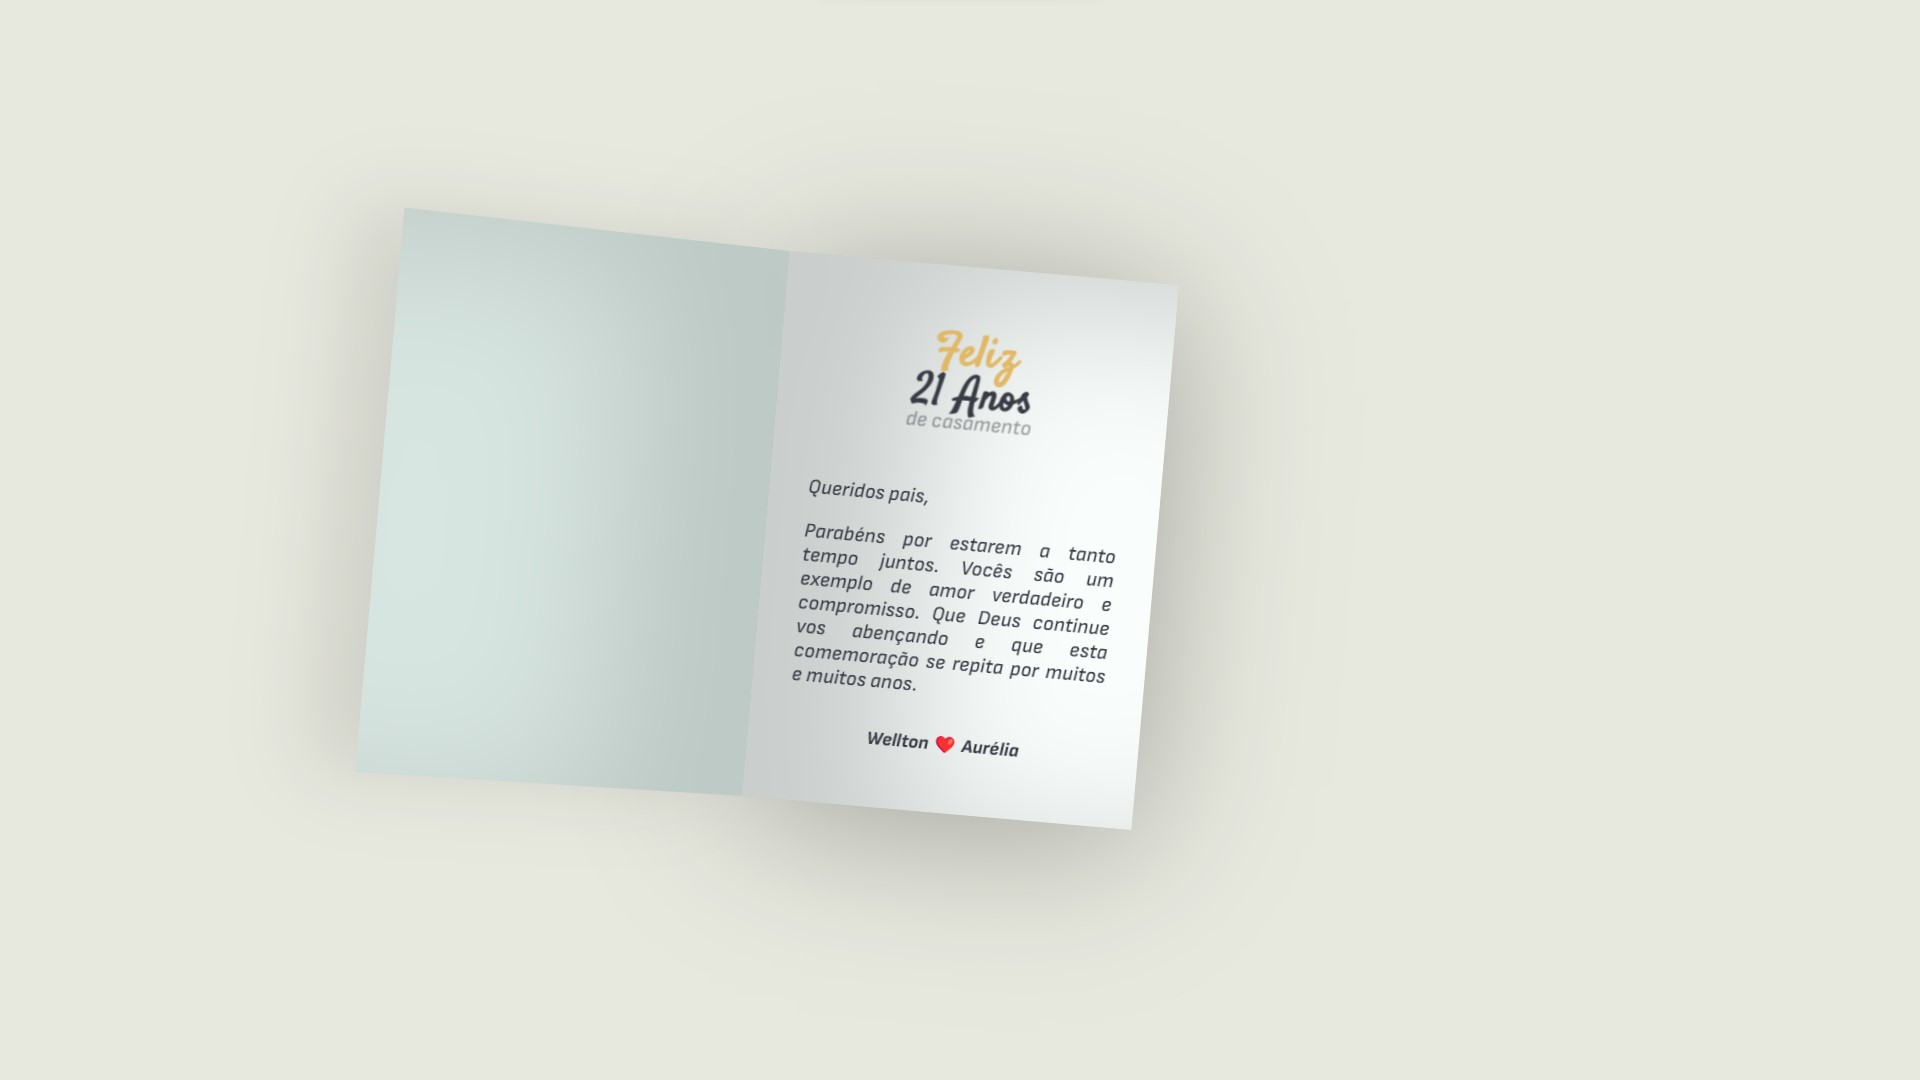 Feliz
21 Anos
de casamento
Queridos pais,
Parabéns por estarem a tanto
tempo juntos. Vocês são um
exemplo de amor verdadeiro e
compromisso. Que Deus continue
vos abençando e que esta
comemoração se repita por muitos
e muitos anos.
Wellton ❤️ Aurélia